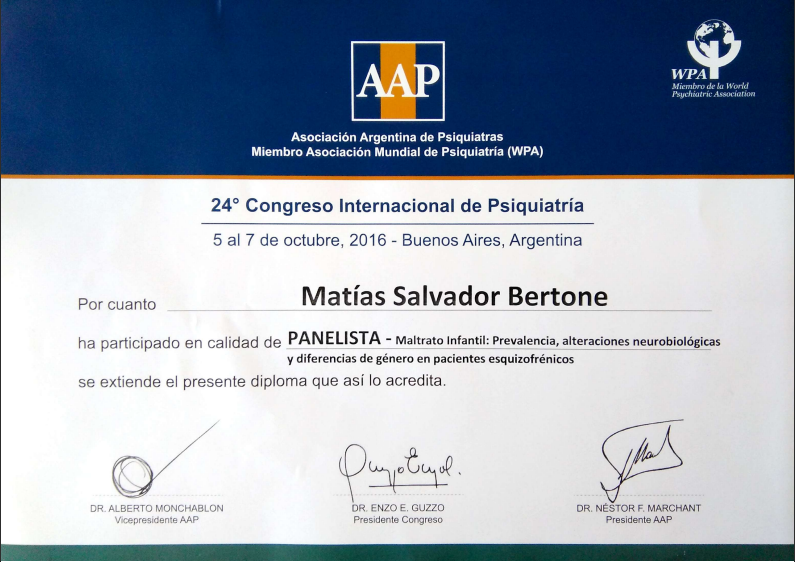 AAP
WPA
Miembro de la World
Psychiatric Association
Asociación Argentina de Psiquiatras
Miembro Asociación Mundial de Psiquiatría (WPA)
24° Congreso Internacional de Psiquiatría
5 al 7 de octubre, 2016 - Buenos Aires, Argentina
Por cuanto Matías Salvador Bertone
ha participado en calidad de PANELISTA - Maltrato Infantil: Prevalencia, alteraciones neurobiológicas
y diferencias de género en pacientes esquizofrénicos
se extiende el presente diploma que así lo acredita.
DR. ALBERTO MONCHABLON
Vicepresidente AAP
DR. ENZO E. GUZZO
Presidente Congreso
DR. NÉSTOR F. MARCHANT
Presidente AAP